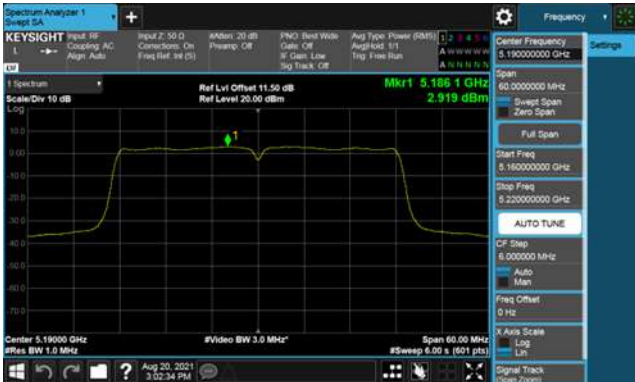 Spectrum Analyzer 1
Swept SA
+
Frequency
KEYSIGHT
Input: RF
Coupling: AC
Align: Auto
Input Z: 50 Ω
Corrections: On
Freq Ref: Int (S)
#Atten: 20 dB
Preamp: Off
PNO: Best Wide
Gate: Off
IF Gain: Low
Sig Track: Off
Avg Type: Power (RMS)
Avg|Hold: 1/1
Trig: Free Run
1 2 3 4 5 6
A W W W W W
A N N N N N
L
1 Spectrum
Scale/Div 10 dB
Log
Ref Lvl Offset 11.50 dB
Ref Level 20.00 dBm
Mkr1 5.186 1 GHz
2.919 dBm
1
10.0
0.00
-10.0
-20.0
-30.0
-40.0
-50.0
-60.0
-70.0
Center 5.19000 GHz
#Res BW 1.0 MHz
#Video BW 3.0 MHz*
Span 60.00 MHz
#Sweep 6.00 s (601 pts)
Center Frequency
5.190000000 GHz
Settings
Span
60.0000000 MHz
Swept Span
Zero Span
Full Span
Start Freq
5.160000000 GHz
Stop Freq
5.220000000 GHz
AUTO TUNE
CF Step
6.000000 MHz
Auto
Man
Freq Offset
0 Hz
X Axis Scale
Log
Lin
Signal Track
(Span Zoom)
?
Aug 20, 2021
3:02:34 PM